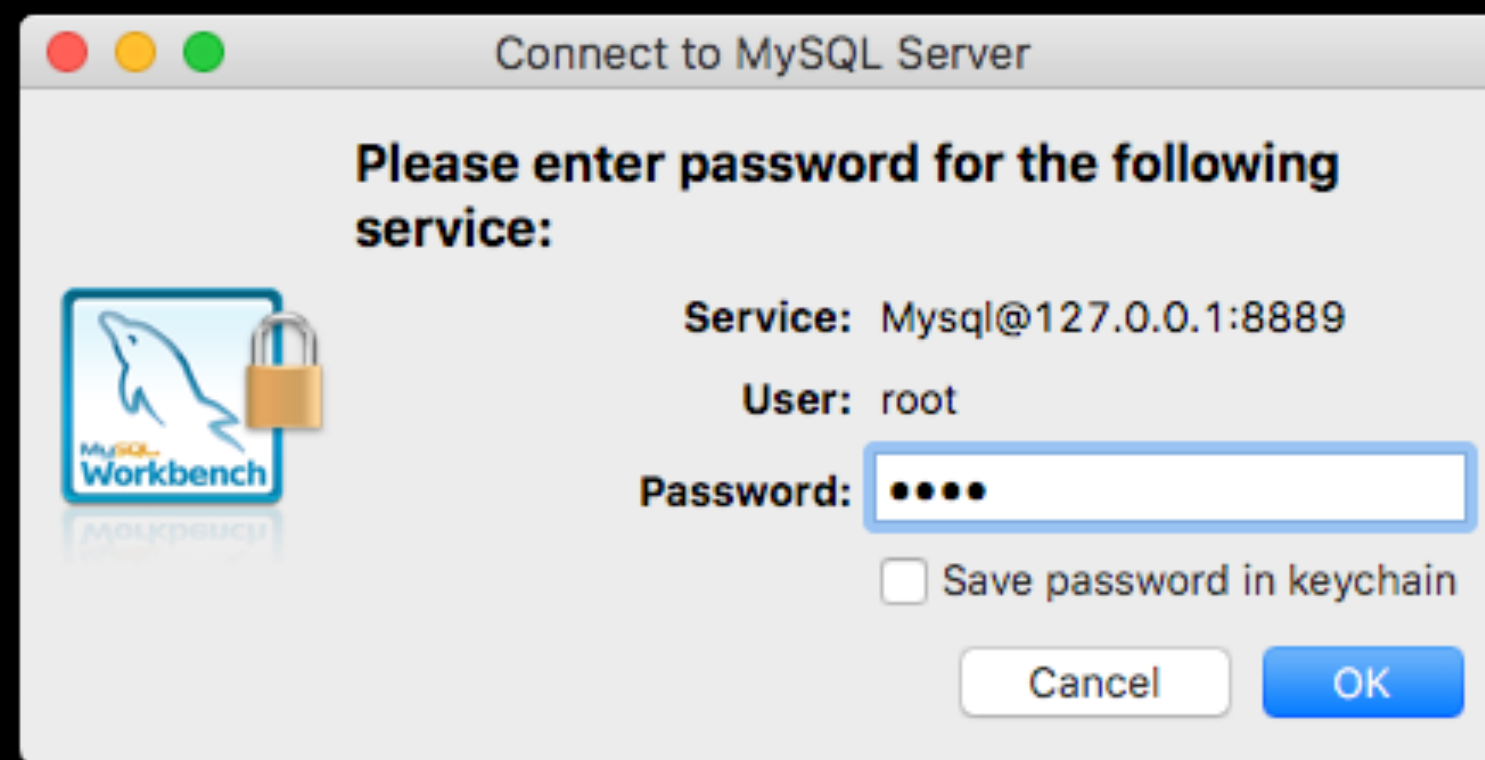 Connect to MySQL Server
Please enter password for the following
service:
Service: Mysql@127.0.0.1:8889
User: root
MySQL
Workbench
Password: ••••
Save password in keychain
Cancel OK